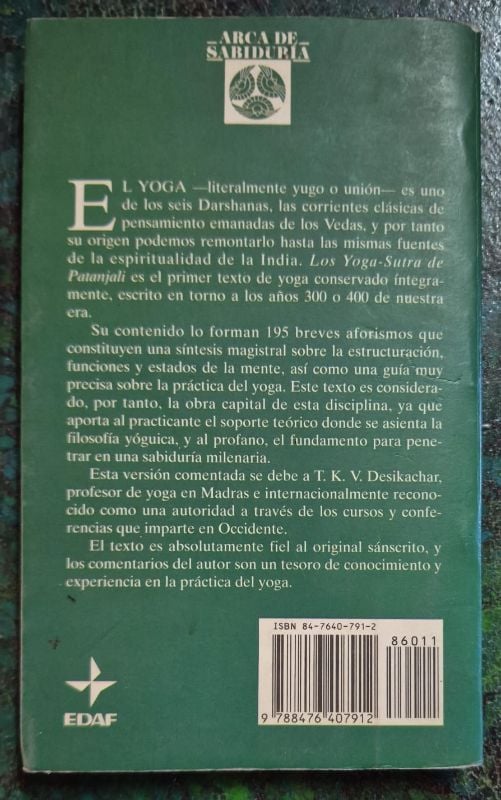 ARCA DE
SABIDURÍA
EL YOGA —literalmente yugo o unión— es uno
de los seis Darshanas, las corrientes clásicas de
pensamiento emanadas de los Vedas, y por tanto
su origen podemos remontarlo hasta las mismas fuentes
de la espiritualidad de la India. Los Yoga-Sutra de
Patanjali es el primer texto de yoga conservado íntegra-
mente, escrito en torno a los años 300 o 400 de nuestra
era.
Su contenido lo forman 195 breves aforismos que
constituyen una síntesis magistral sobre la estructuración,
funciones y estados de la mente, así como una guía muy
precisa sobre la práctica del yoga. Este texto es considera-
do, por tanto, la obra capital de esta disciplina, ya que
aporta al practicante el soporte teórico donde se asienta la
filosofía yóguica, y al profano, el fundamento para pene-
trar en una sabiduría milenaria.
Esta versión comentada se debe a T. K. V. Desikachar,
profesor de yoga en Madras e internacionalmente recono-
cido como una autoridad a través de los cursos y confe-
rencias que imparte en Occidente.
El texto es absolutamente fiel al original sánscrito, y
los comentarios del autor son un tesoro de conocimiento y
experiencia en la práctica del yoga.
ISBN 84-7640-791-2
86011
9 788476 407912
EDAF